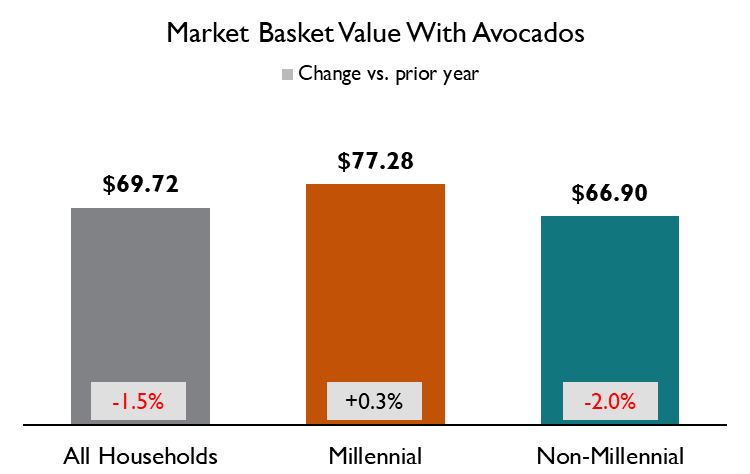 Market Basket Value With Avocados
Change vs. prior year
$69.72
$77.28
$66.90
-1.5%
+0.3%
-2.0%
All Households
Millennial
Non-Millennial